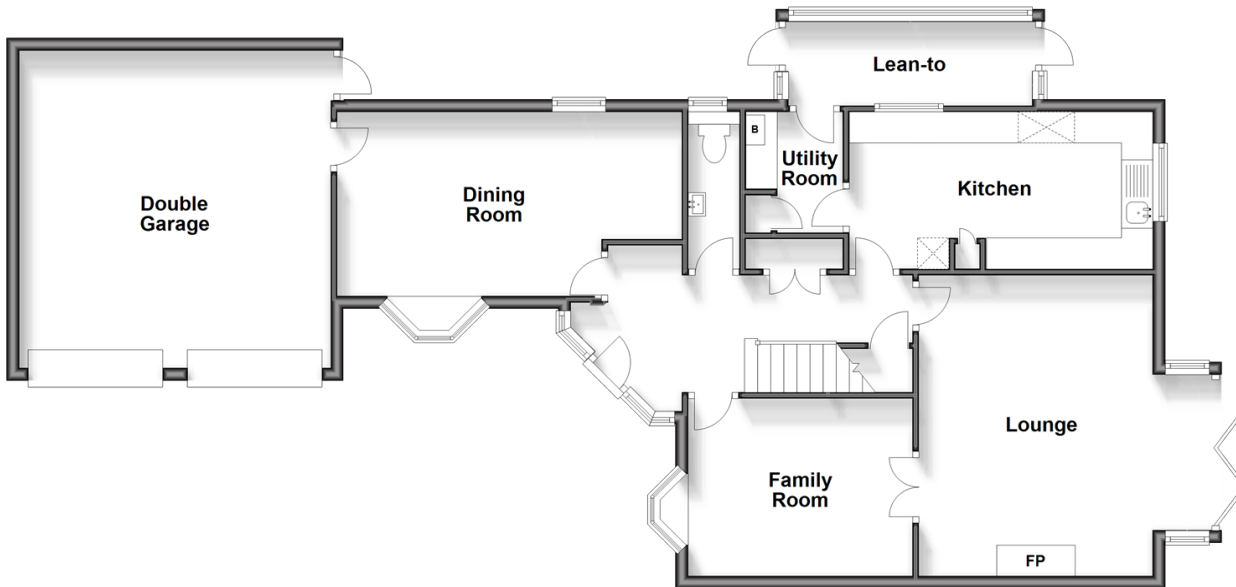 Lean-to
B
Utility
Room
Kitchen
Double
Garage
Dining
Room
Lounge
Family
Room
FP